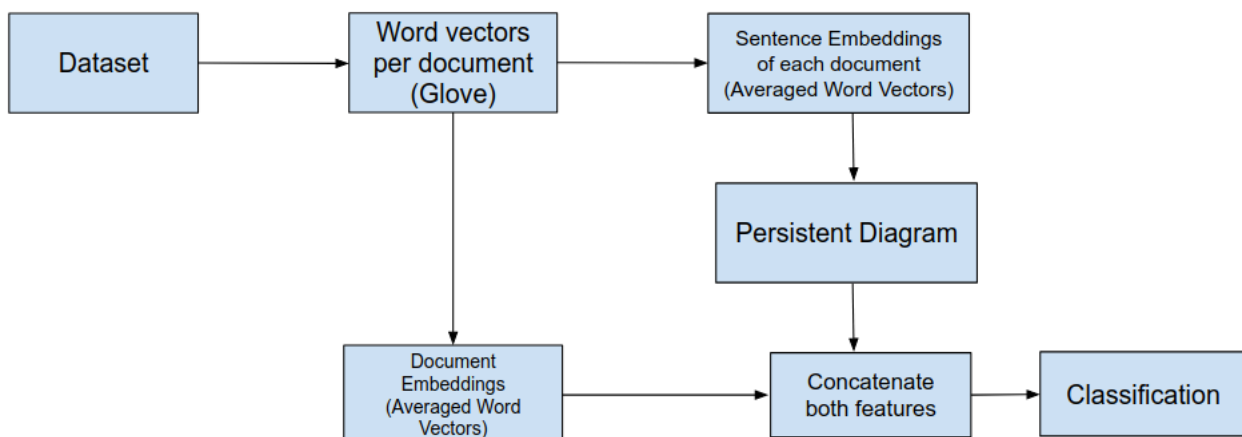 Dataset
Word vectors
per document
(Glove)
Sentence Embeddings
of each document
(Averaged Word Vectors)
Persistent Diagram
Document
Embeddings
(Averaged Word
Vectors)
Concatenate
both features
Classification